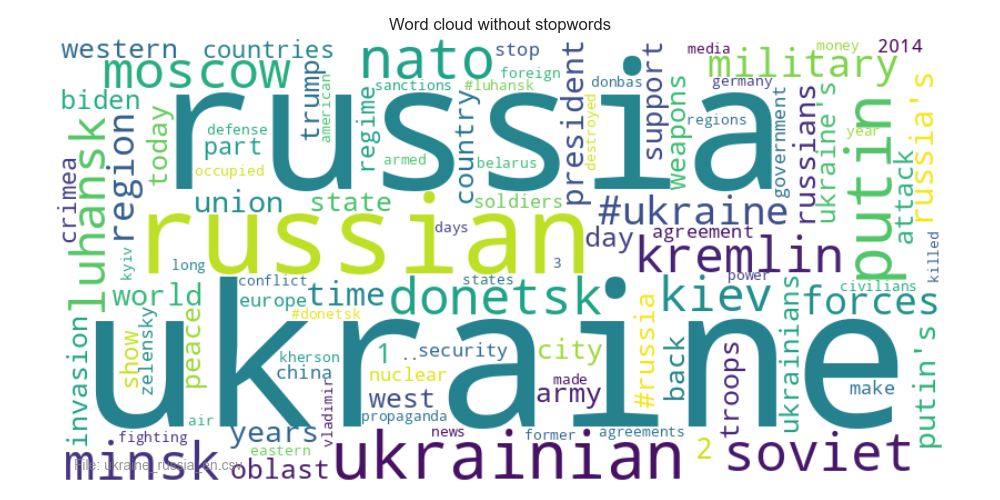 Word cloud without stopwords
western
countries
moscow
nato
stop
media
money
2014
military
foreign
sanctions
#luhansk
donbas
germany
biden
trump
american
regime
country
president
destroyed
support
weapons
regions
government
russians
ukraine's
year
putin
attack
russia's
russia
today
defense
part
occupied
armed
belarus
crimea
luhansk
region
union
state
soldiers
#ukraine
day
agreement
killed
russian
days
kremlin
kyiv
long
3
power
civilians
conflict
states
world
europe
time
donetsk
kiev
forces
#donetsk
ukraine
invasion
show
zelensky
peace
kherson
china
1
..
security
city
#russia
back
troops
ukrainians
putin's
nuclear
vladimir
west
made
army
make
propaganda
air
fighting
years
eastern
news
former
agreements
2
minsk
oblast
ukrainian
soviet
File: ukraine_russia_en.csv